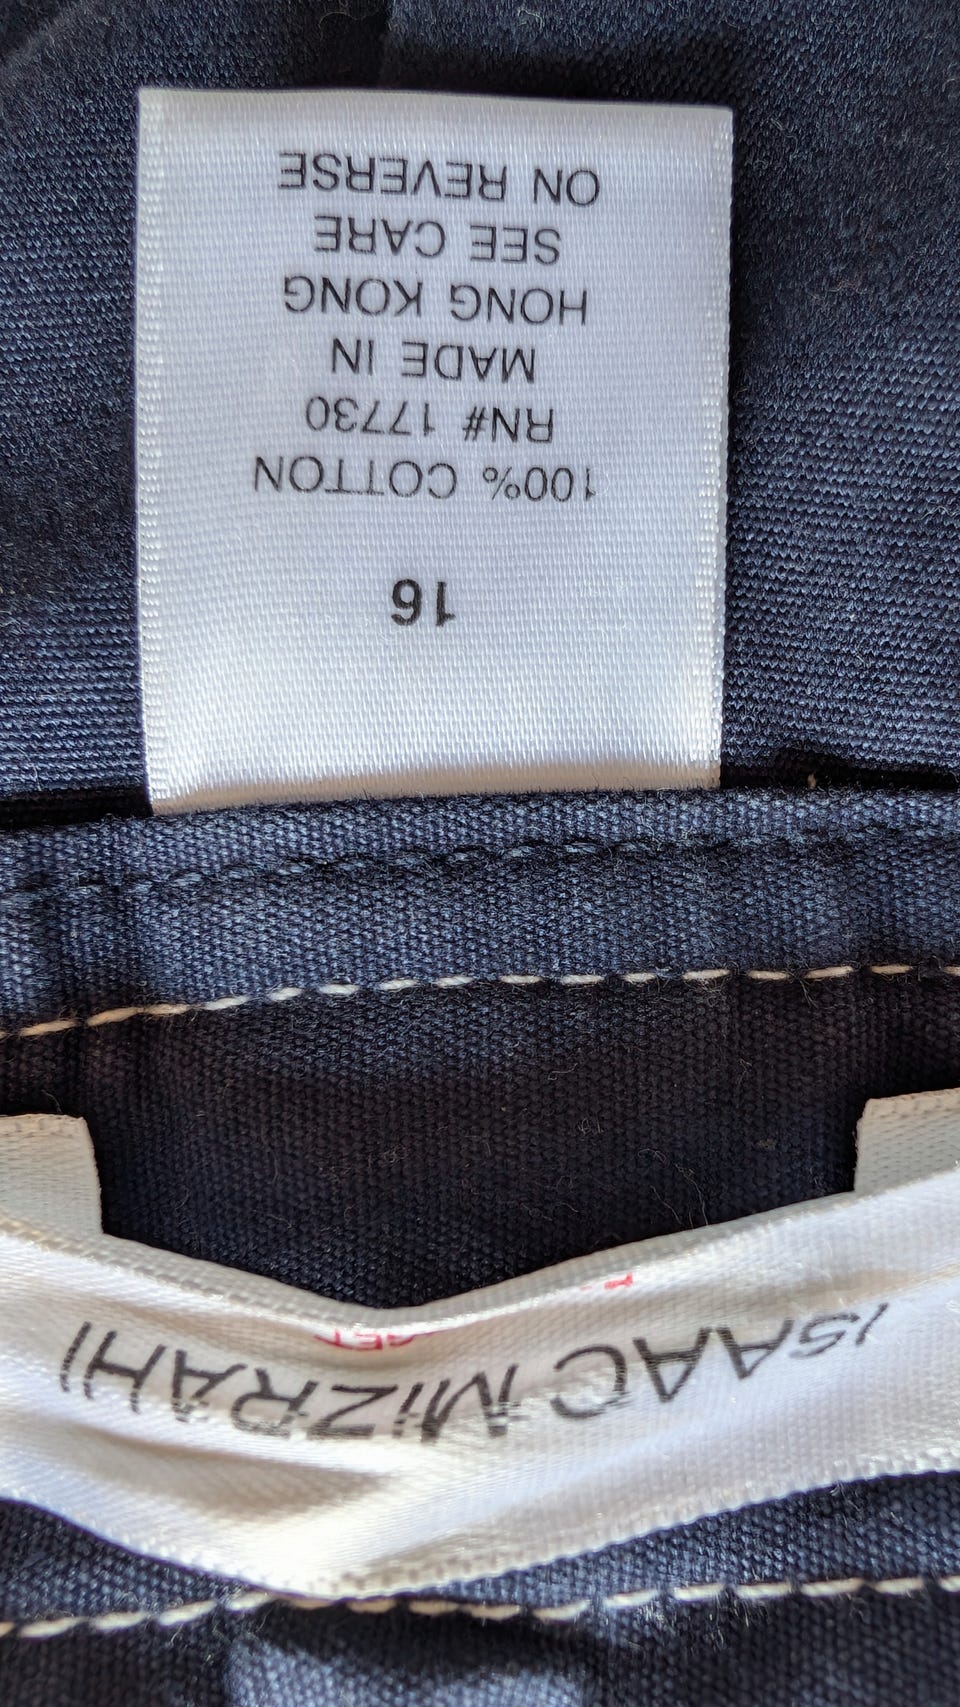 16
100% COTTON
RN# 17730
MADE IN
HONG KONG
SEE CARE
ON REVERSE
ISAAC MiZRAHI